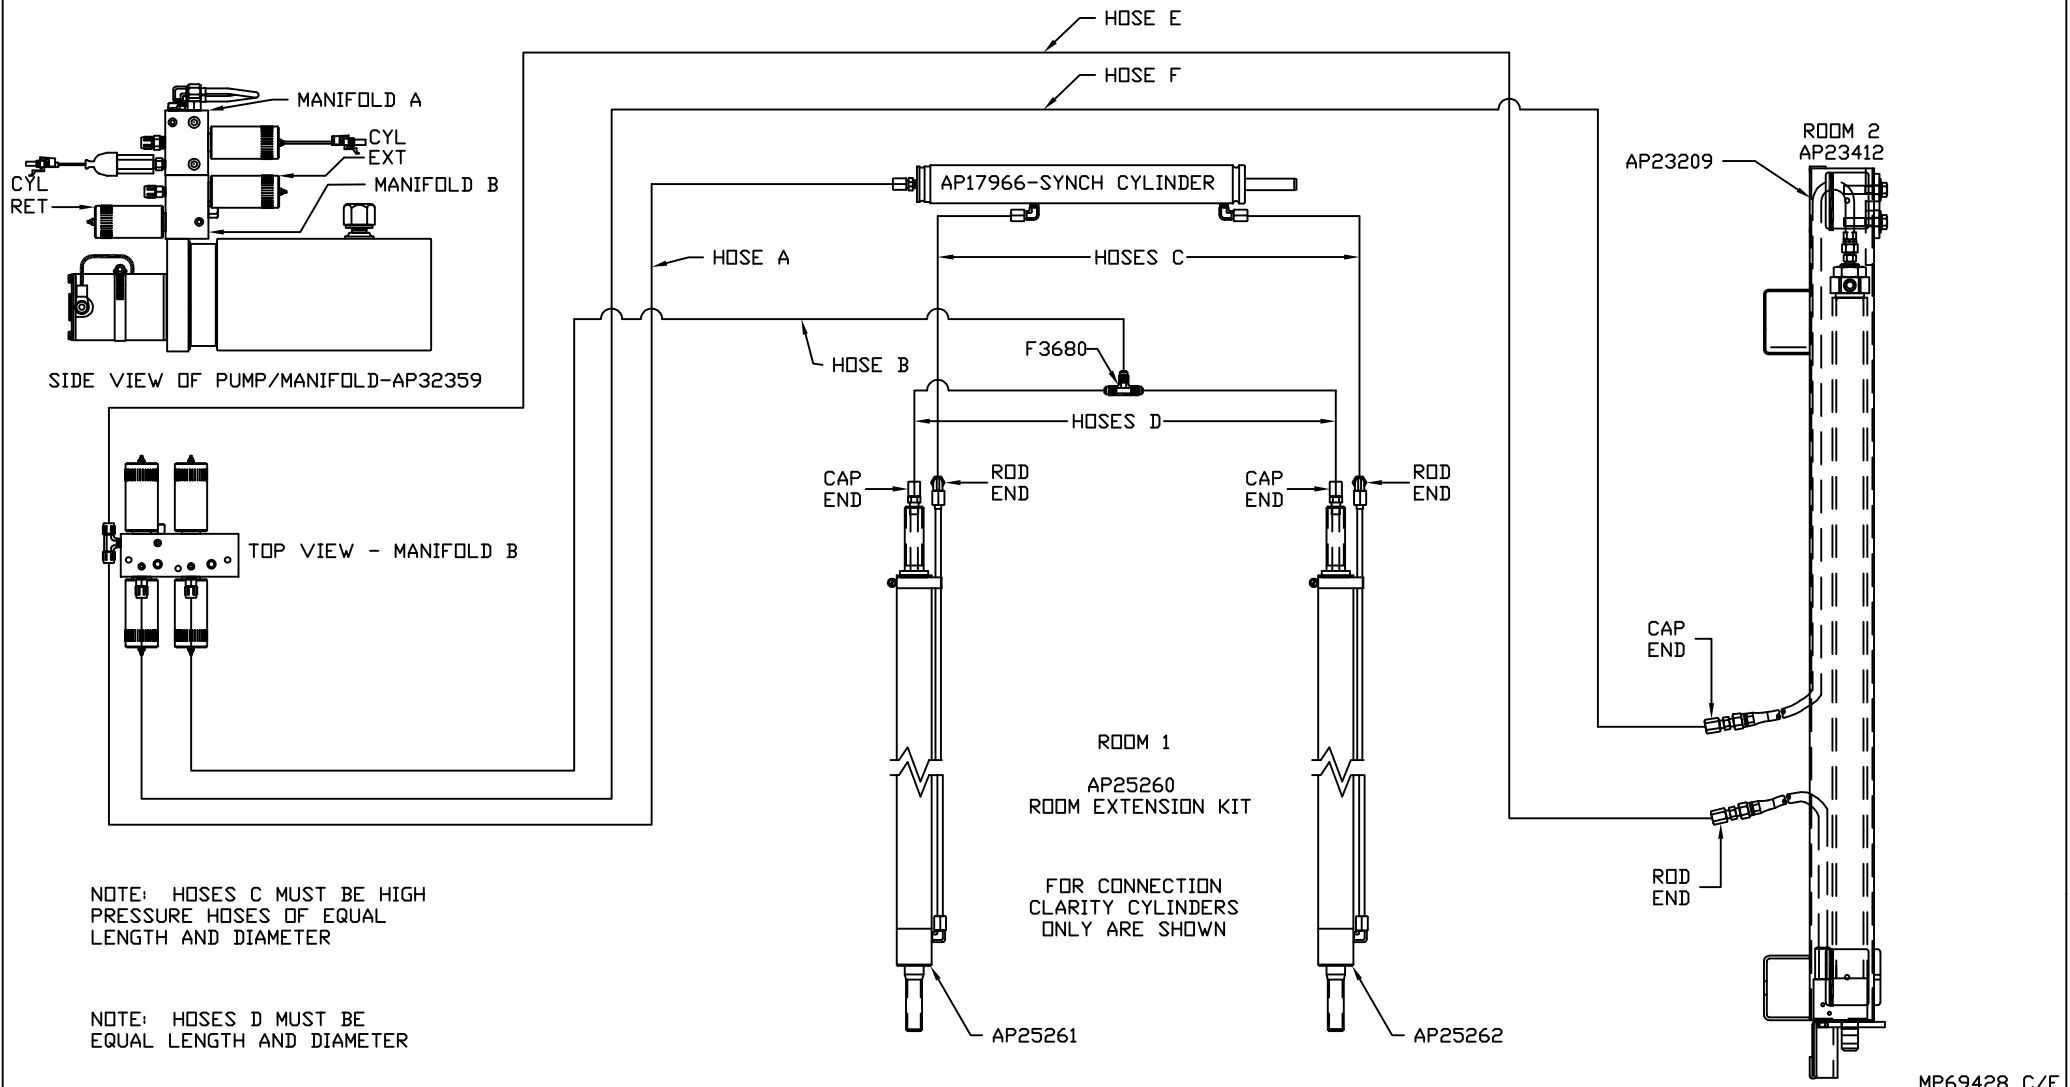 HOSE E
HOSE F
MANIFOLD A
CYL
EXT
MANIFOLD B
CYL
RET
SIDE VIEW OF PUMP/MANIFOLD-AP32359
AP17966-SYNCH CYLINDER
ROOM 2
AP23412
AP23209
HOSE A
HOSES C
HOSE B
F3680
HOSES D
CAP
END
ROD
END
CAP
END
ROD
END
TOP VIEW - MANIFOLD B
CAP
END
ROOM 1
AP25260
ROOM EXTENSION KIT
FOR CONNECTION
CLARITY CYLINDERS
ONLY ARE SHOWN
ROD
END
NOTE: HOSES C MUST BE HIGH
PRESSURE HOSES OF EQUAL
LENGTH AND DIAMETER
NOTE: HOSES D MUST BE
EQUAL LENGTH AND DIAMETER
AP25261
AP25262
MP69428 C/F